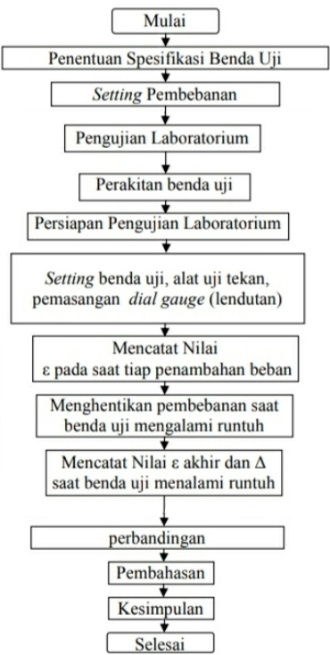 Mulai
Penentuan Spesifikasi Benda Uji
Setting Pembebanan
Pengujian Laboratorium
Perakitan benda uji
Persiapan Pengujian Laboratorium
Setting benda uji, alat uji tekan,
pemasangan dial gauge (lendutan)
Mencatat Nilai
ε pada saat tiap penambahan beban
Menghentikan pembebanan saat
benda uji mengalami runtuh
Mencatat Nilai ε akhir dan Δ
saat benda uji menalami runtuh
perbandingan
Pembahasan
Kesimpulan
Selesai